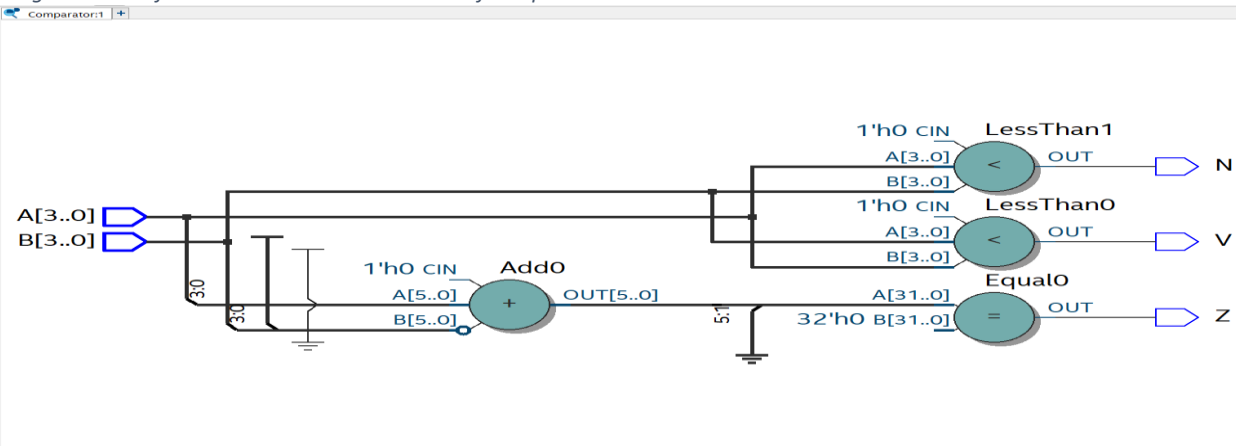 Comparator:1 +
1'h0 CIN LessThan1
A[3..0] < OUT N
B[3..0]
1'h0 CIN LessThan0
A[3..0] < OUT V
B[3..0]
A[3..0]
B[3..0]
1'h0 CIN Add0
A[5..0] + OUT[5..0]
B[5..0]
3:0
3:0
5:1
Equal0
A[31..0] = OUT Z
32'h0 B[31..0]